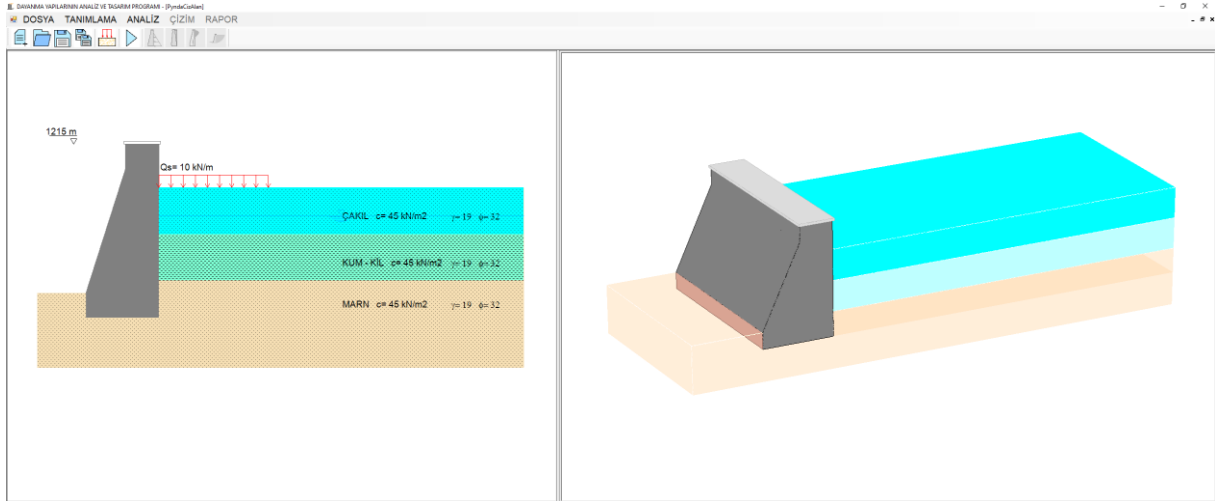 DAYANMA YAPILARININ ANALİZ VE TASARIM PROGRAMI - [PyndaCizAlan]
DOSYA TANIMLAMA ANALİZ ÇİZİM RAPOR
1215 m
Qs= 10 kN/m
ÇAKIL c= 45 kN/m2 γ= 19 ϕ= 32
KUM - KİL c= 45 kN/m2 γ= 19 ϕ= 32
MARN c= 45 kN/m2 γ= 19 ϕ= 32